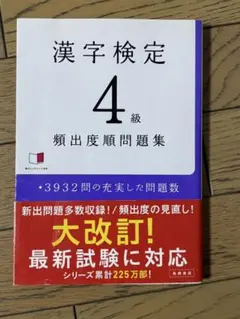 漢字検定
4級
頻出度順問題集
・3932問の充実した問題数
新出問題多数収録!/頻度の見直し!
大改訂!
最新試験に対応
シリーズ累計225万部!